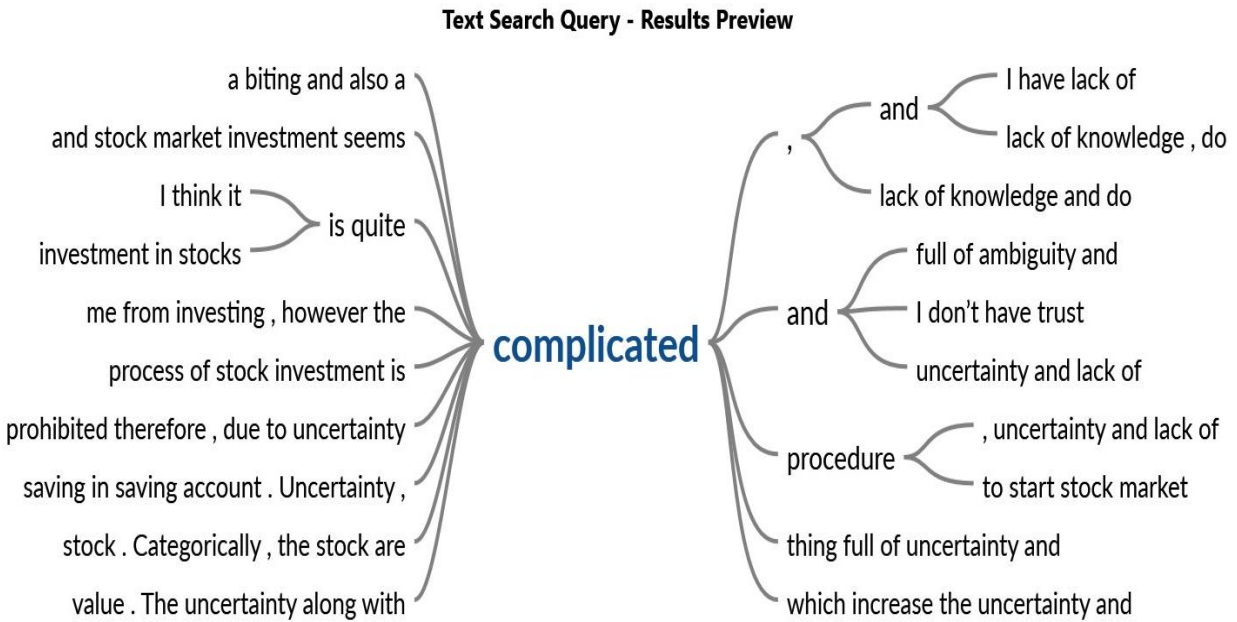 Text Search Query - Results Preview
a biting and also a
and stock market investment seems
I think it
investment in stocks
is quite
me from investing , however the
process of stock investment is
prohibited therefore , due to uncertainty
saving in saving account . Uncertainty ,
stock . Categorically , the stock are
value . The uncertainty along with
complicated
,
and
I have lack of
lack of knowledge , do
lack of knowledge and do
and
full of ambiguity and
I don’t have trust
uncertainty and lack of
procedure
, uncertainty and lack of
to start stock market
thing full of uncertainty and
which increase the uncertainty and